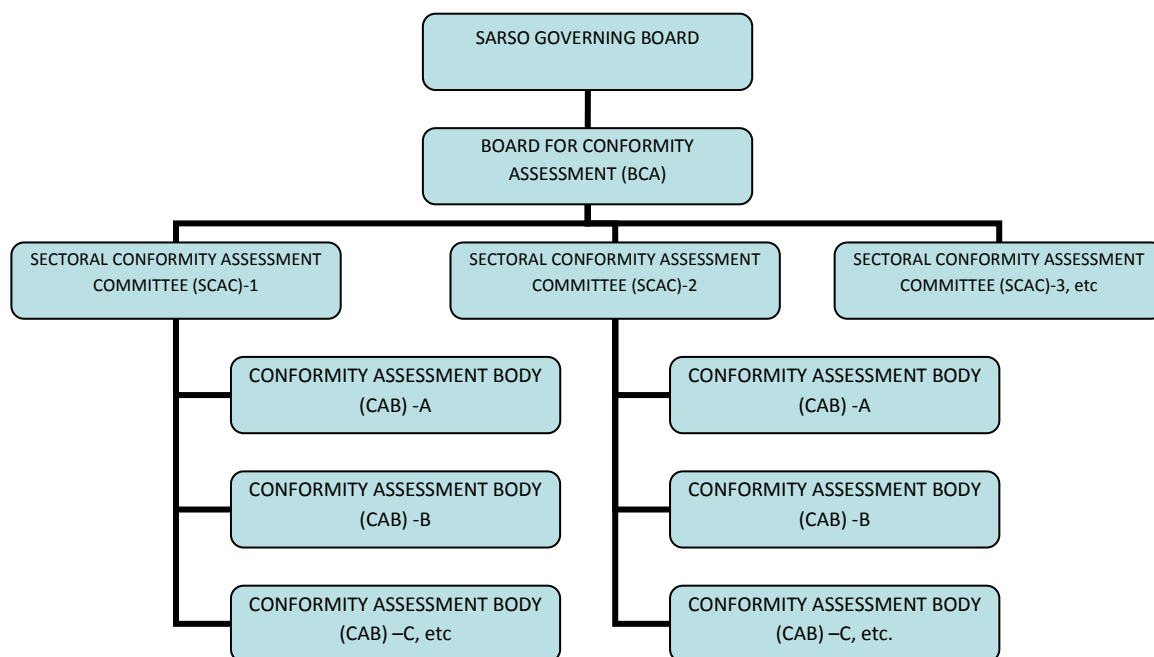 SARSO GOVERNING BOARD
BOARD FOR CONFORMITY
ASSESSMENT (BCA)
SECTORAL CONFORMITY ASSESSMENT
COMMITTEE (SCAC)-1
SECTORAL CONFORMITY ASSESSMENT
COMMITTEE (SCAC)-2
SECTORAL CONFORMITY ASSESSMENT
COMMITTEE (SCAC)-3, etc
CONFORMITY ASSESSMENT BODY
(CAB) -A
CONFORMITY ASSESSMENT BODY
(CAB) -A
CONFORMITY ASSESSMENT BODY
(CAB) -B
CONFORMITY ASSESSMENT BODY
(CAB) -B
CONFORMITY ASSESSMENT BODY
(CAB) –C, etc
CONFORMITY ASSESSMENT BODY
(CAB) –C, etc.